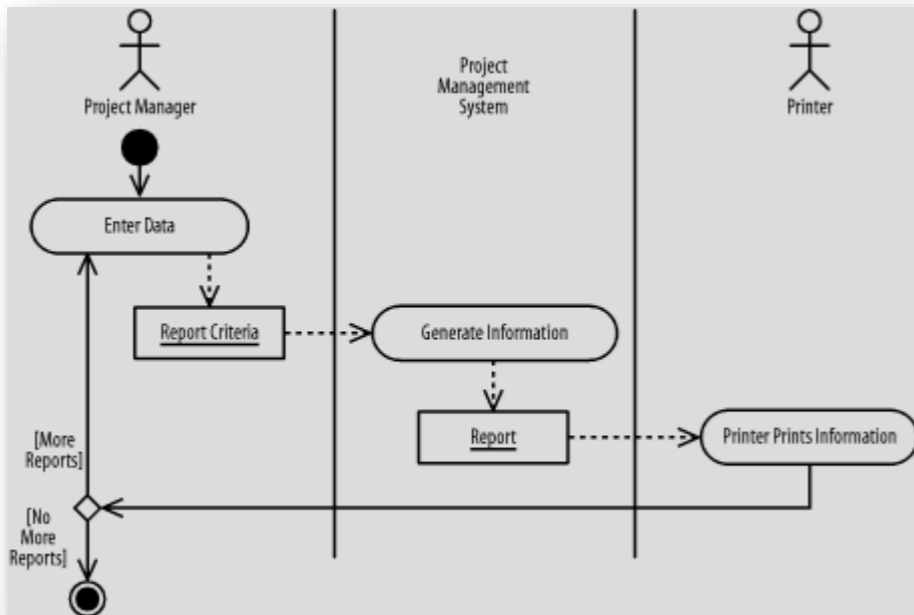 Project Manager
Project
Management
System
Printer
Enter Data
Report Criteria
Generate Information
Report
Printer Prints Information
[More
Reports]
[No
More
Reports]